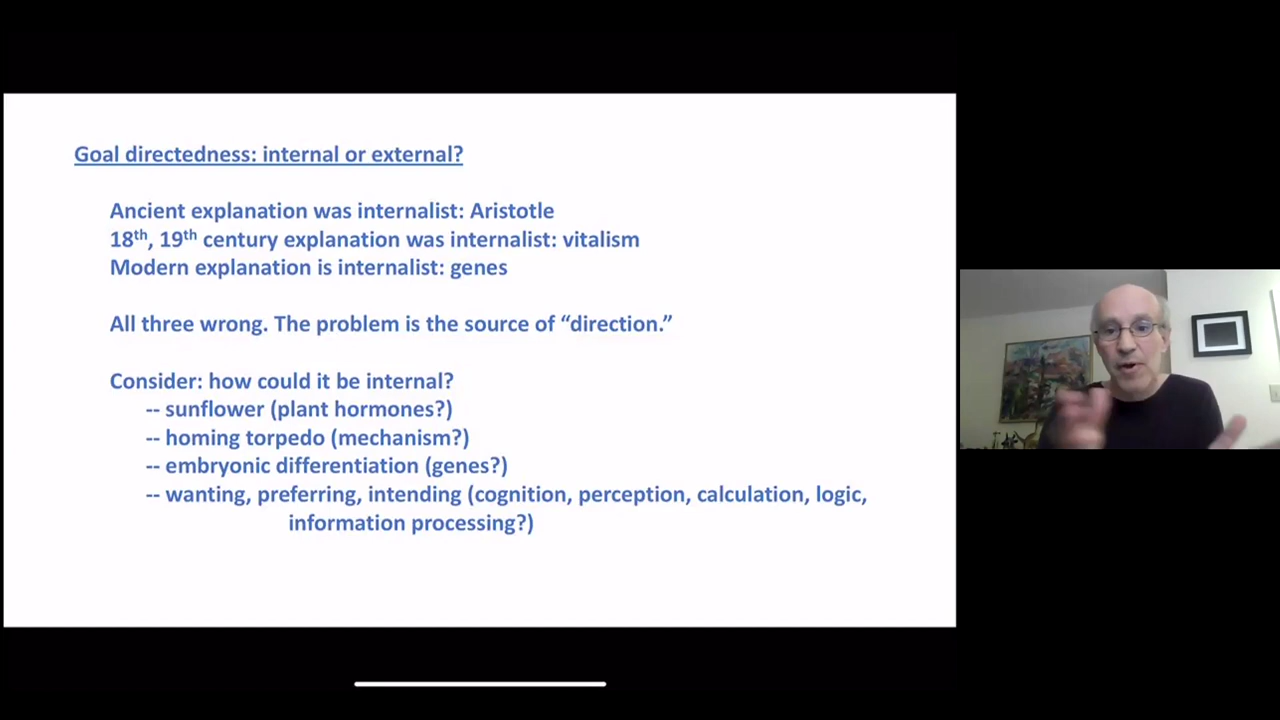 Goal directedness: internal or external?
Ancient explanation was internalist: Aristotle
18th, 19th century explanation was internalist: vitalism
Modern explanation is internalist: genes
All three wrong. The problem is the source of “direction.”
Consider: how could it be internal?
-- sunflower (plant hormones?)
-- homing torpedo (mechanism?)
-- embryonic differentiation (genes?)
-- wanting, preferring, intending (cognition, perception, calculation, logic,
information processing?)